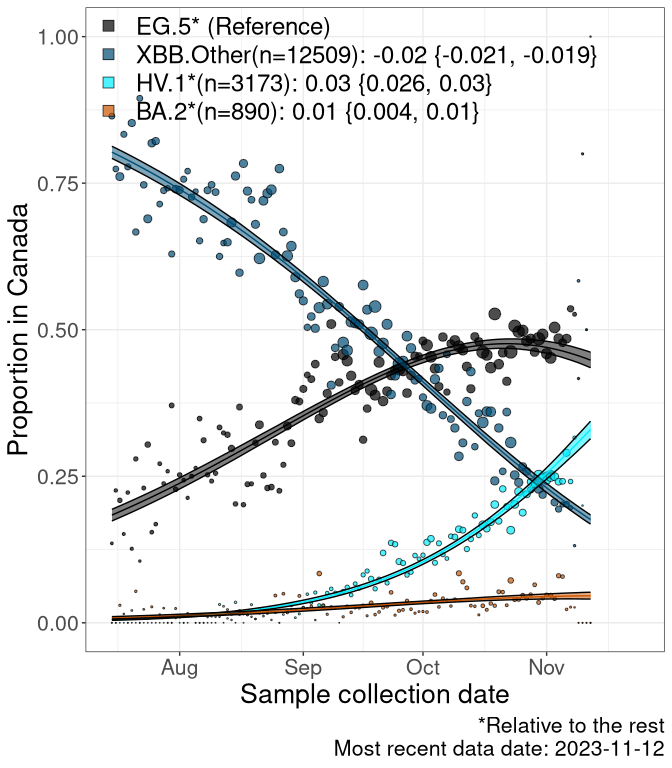 EG.5* (Reference)
XBB.Other(n=12509): -0.02 {-0.021, -0.019}
HV.1*(n=3173): 0.03 {0.026, 0.03}
BA.2*(n=890): 0.01 {0.004, 0.01}
1.00
0.75
0.50
0.25
0.00
Proportion in Canada
Aug Sep Oct Nov
Sample collection date
*Relative to the rest
Most recent data date: 2023-11-12